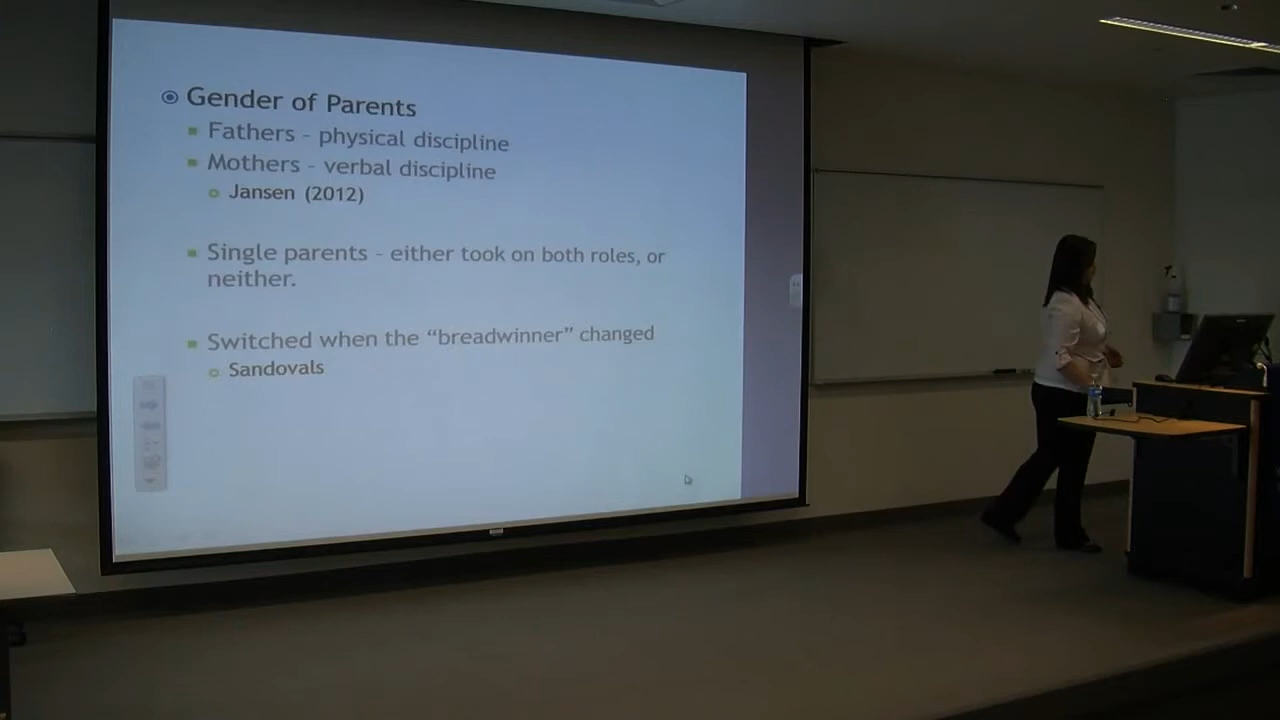 Gender of Parents
Fathers – physical discipline
Mothers – verbal discipline
Jansen (2012)
Single parents – either took on both roles, or
neither.
Switched when the “breadwinner” changed
Sandovals